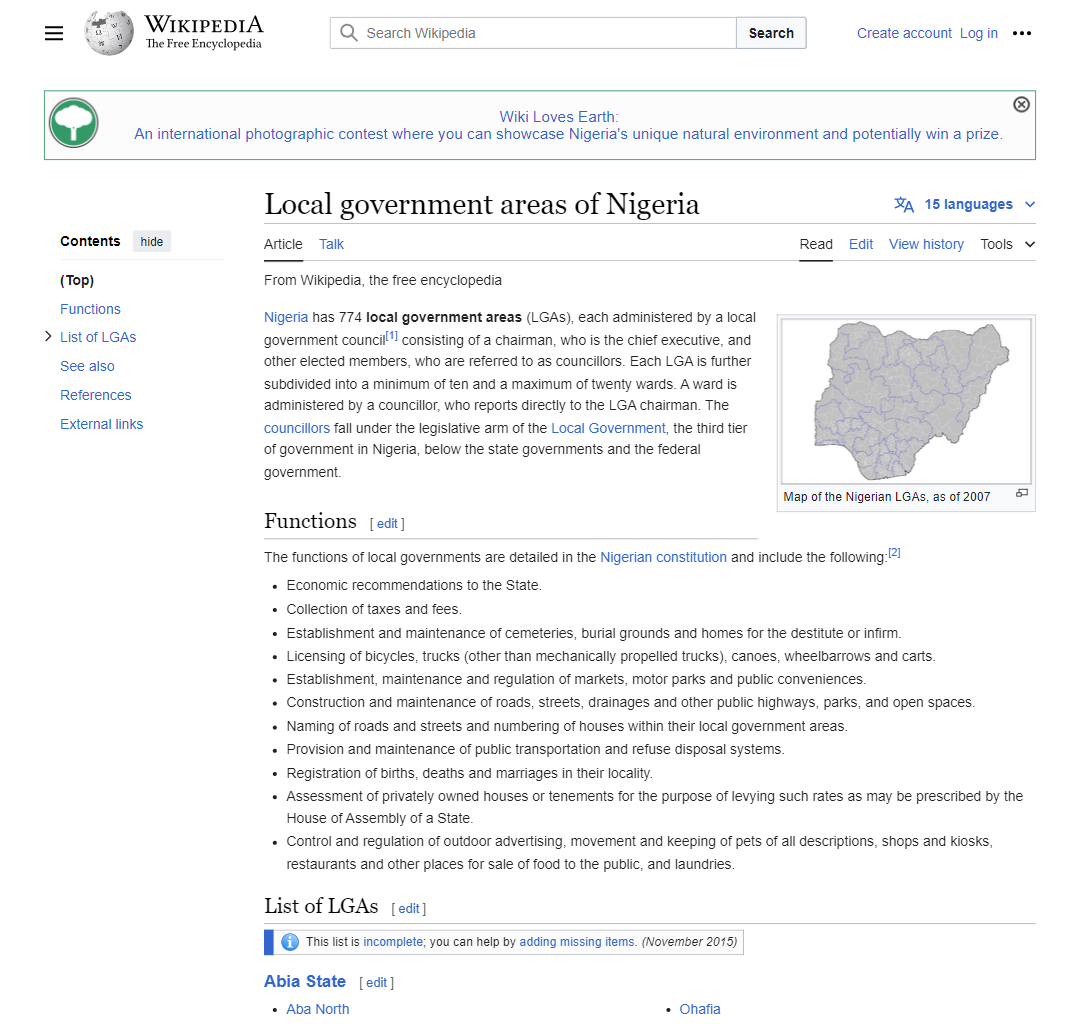 WIKIPEDIA
The Free Encyclopedia
Search Wikipedia
Search
Create account Log in
Wiki Loves Earth:
An international photographic contest where you can showcase Nigeria's unique natural environment and potentially win a prize.
Contents hide
(Top)
Functions
List of LGAs
See also
References
External links
Local government areas of Nigeria
15 languages
Article Talk
Read Edit View history Tools
From Wikipedia, the free encyclopedia
Nigeria has 774 local government areas (LGAs), each administered by a local
government council[1] consisting of a chairman, who is the chief executive, and
other elected members, who are referred to as councillors. Each LGA is further
subdivided into a minimum of ten and a maximum of twenty wards. A ward is
administered by a councillor, who reports directly to the LGA chairman. The
councillors fall under the legislative arm of the Local Government, the third tier
of government in Nigeria, below the state governments and the federal
government.
Map of the Nigerian LGAs, as of 2007
Functions [ edit ]
The functions of local governments are detailed in the Nigerian constitution and include the following:[2]
• Economic recommendations to the State.
• Collection of taxes and fees.
• Establishment and maintenance of cemeteries, burial grounds and homes for the destitute or infirm.
• Licensing of bicycles, trucks (other than mechanically propelled trucks), canoes, wheelbarrows and carts.
• Establishment, maintenance and regulation of markets, motor parks and public conveniences.
• Construction and maintenance of roads, streets, drainages and other public highways, parks, and open spaces.
• Naming of roads and streets and numbering of houses within their local government areas.
• Provision and maintenance of public transportation and refuse disposal systems.
• Registration of births, deaths and marriages in their locality.
• Assessment of privately owned houses or tenements for the purpose of levying such rates as may be prescribed by the
House of Assembly of a State.
• Control and regulation of outdoor advertising, movement and keeping of pets of all descriptions, shops and kiosks,
restaurants and other places for sale of food to the public, and laundries.
List of LGAs [ edit ]
This list is incomplete; you can help by adding missing items. (November 2015)
Abia State [ edit ]
• Aba North
• Ohafia